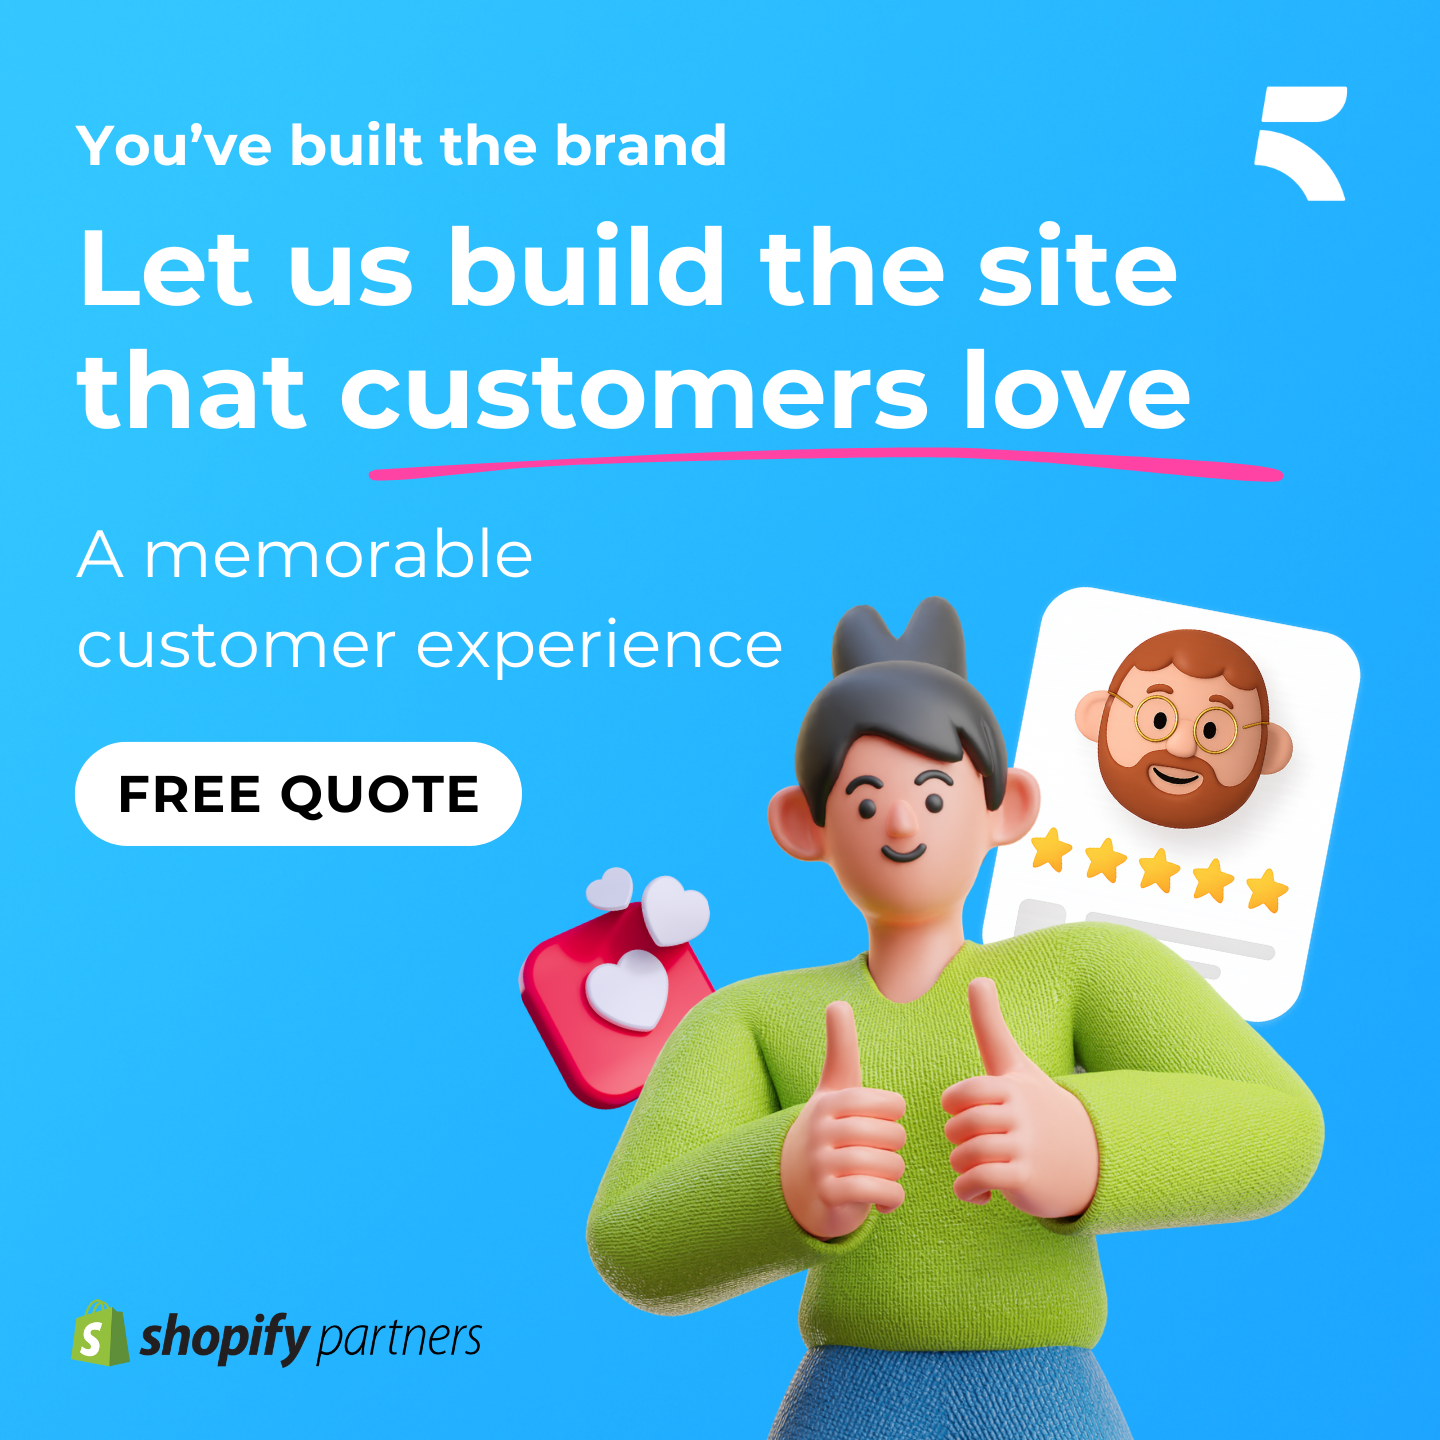 You’ve built the brand
Let us build the site
that customers love
A memorable
customer experience
FREE QUOTE
shopify partners